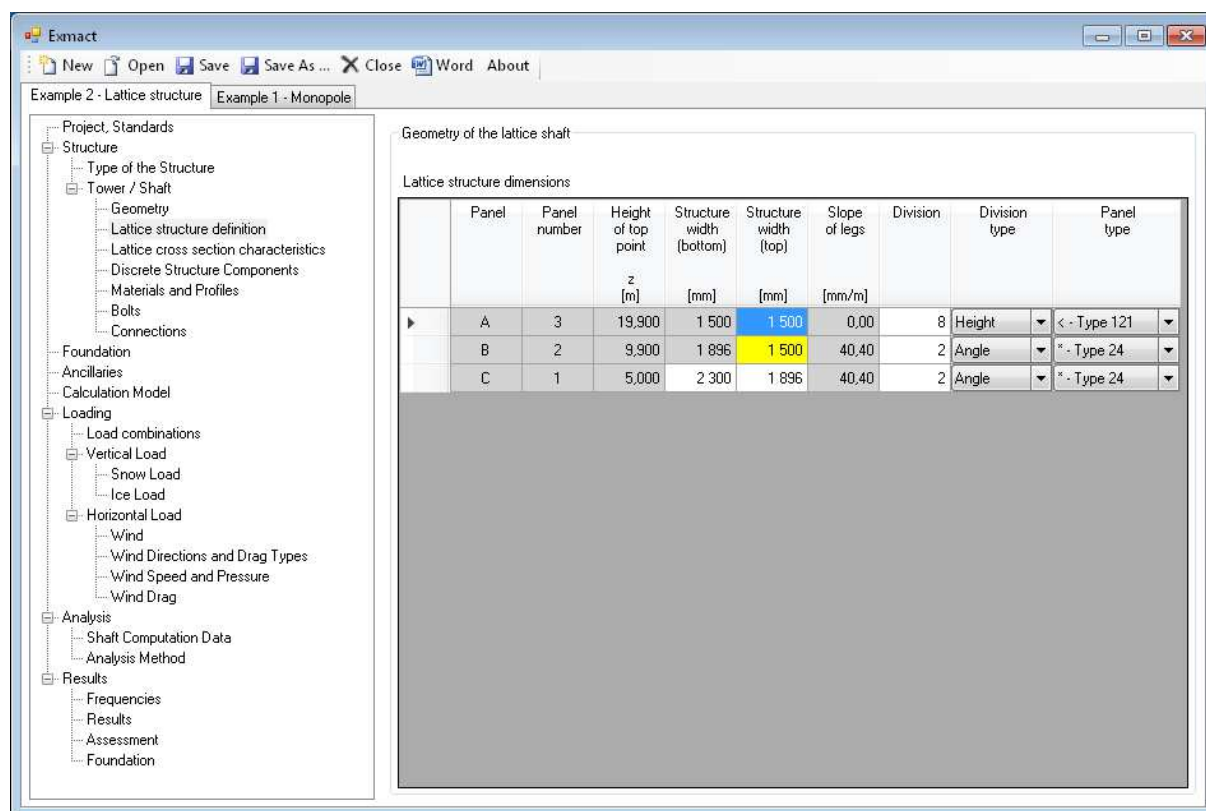 Exmact
New Open Save Save As ... Close Word About
Example 2 - Lattice structure Example 1 - Monopole
Project, Standards
Structure
Type of the Structure
Tower / Shaft
Geometry
Lattice structure definition
Lattice cross section characteristics
Discrete Structure Components
Materials and Profiles
Bolts
Connections
Foundation
Ancillaries
Calculation Model
Loading
Load combinations
Vertical Load
Snow Load
Ice Load
Horizontal Load
Wind
Wind Directions and Drag Types
Wind Speed and Pressure
Wind Drag
Analysis
Shaft Computation Data
Analysis Method
Results
Frequencies
Results
Assessment
Foundation
Geometry of the lattice shaft
Lattice structure dimensions
Panel Panel Height Structure Structure Slope Division Division Panel
number of top width width of legs type type
point (bottom) (top)
z
[m] [mm] [mm] [mm/m]
A 3 19,900 1 500 1 500 0,00 8 Height < - Type 121
B 2 9,900 1 896 1 500 40,40 2 Angle * - Type 24
C 1 5,000 2 300 1 896 40,40 2 Angle * - Type 24